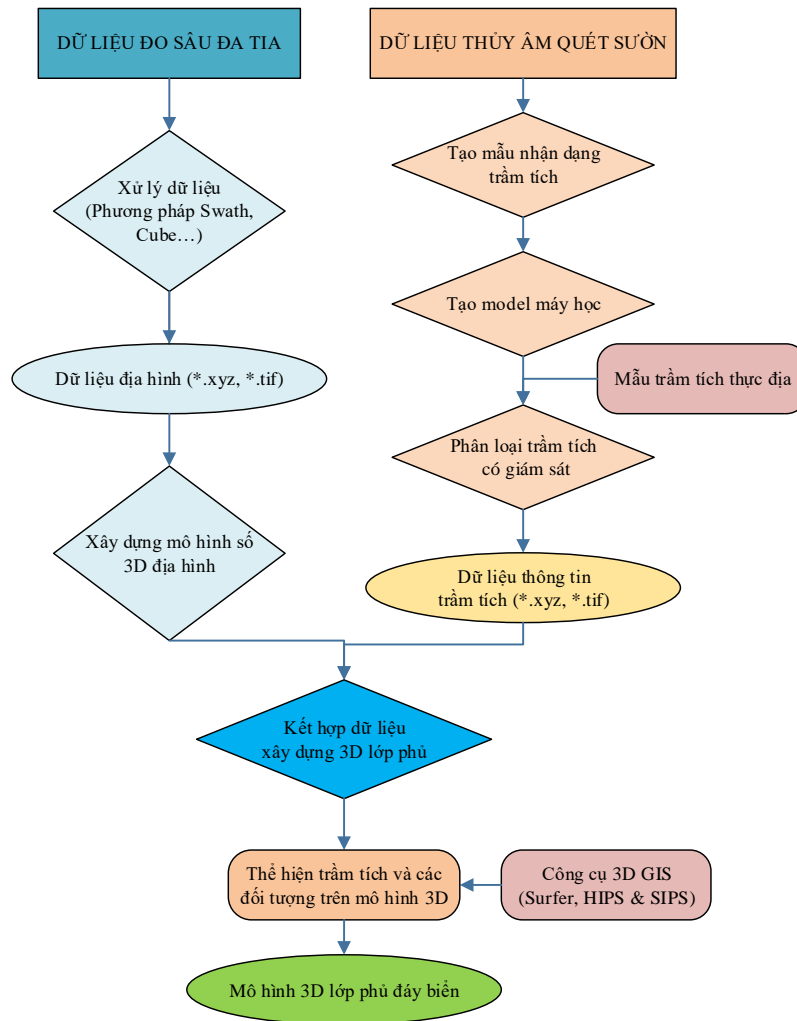 DỮ LIỆU ĐO SÂU ĐA TIA
DỮ LIỆU THỦY ÂM QUÉT SƯỜN
Xử lý dữ liệu
(Phương pháp Swath,
Cube…)
Tạo mẫu nhận dạng
trầm tích
Tạo model máy học
Dữ liệu địa hình (*.xyz, *.tif)
Mẫu trầm tích thực địa
Phân loại trầm tích
có giám sát
Xây dựng mô hình số
3D địa hình
Dữ liệu thông tin
trầm tích (*.xyz, *.tif)
Kết hợp dữ liệu
xây dựng 3D lớp phủ
Thể hiện trầm tích và các
đối tượng trên mô hình 3D
Công cụ 3D GIS
(Surfer, HIPS & SIPS)
Mô hình 3D lớp phủ đáy biển